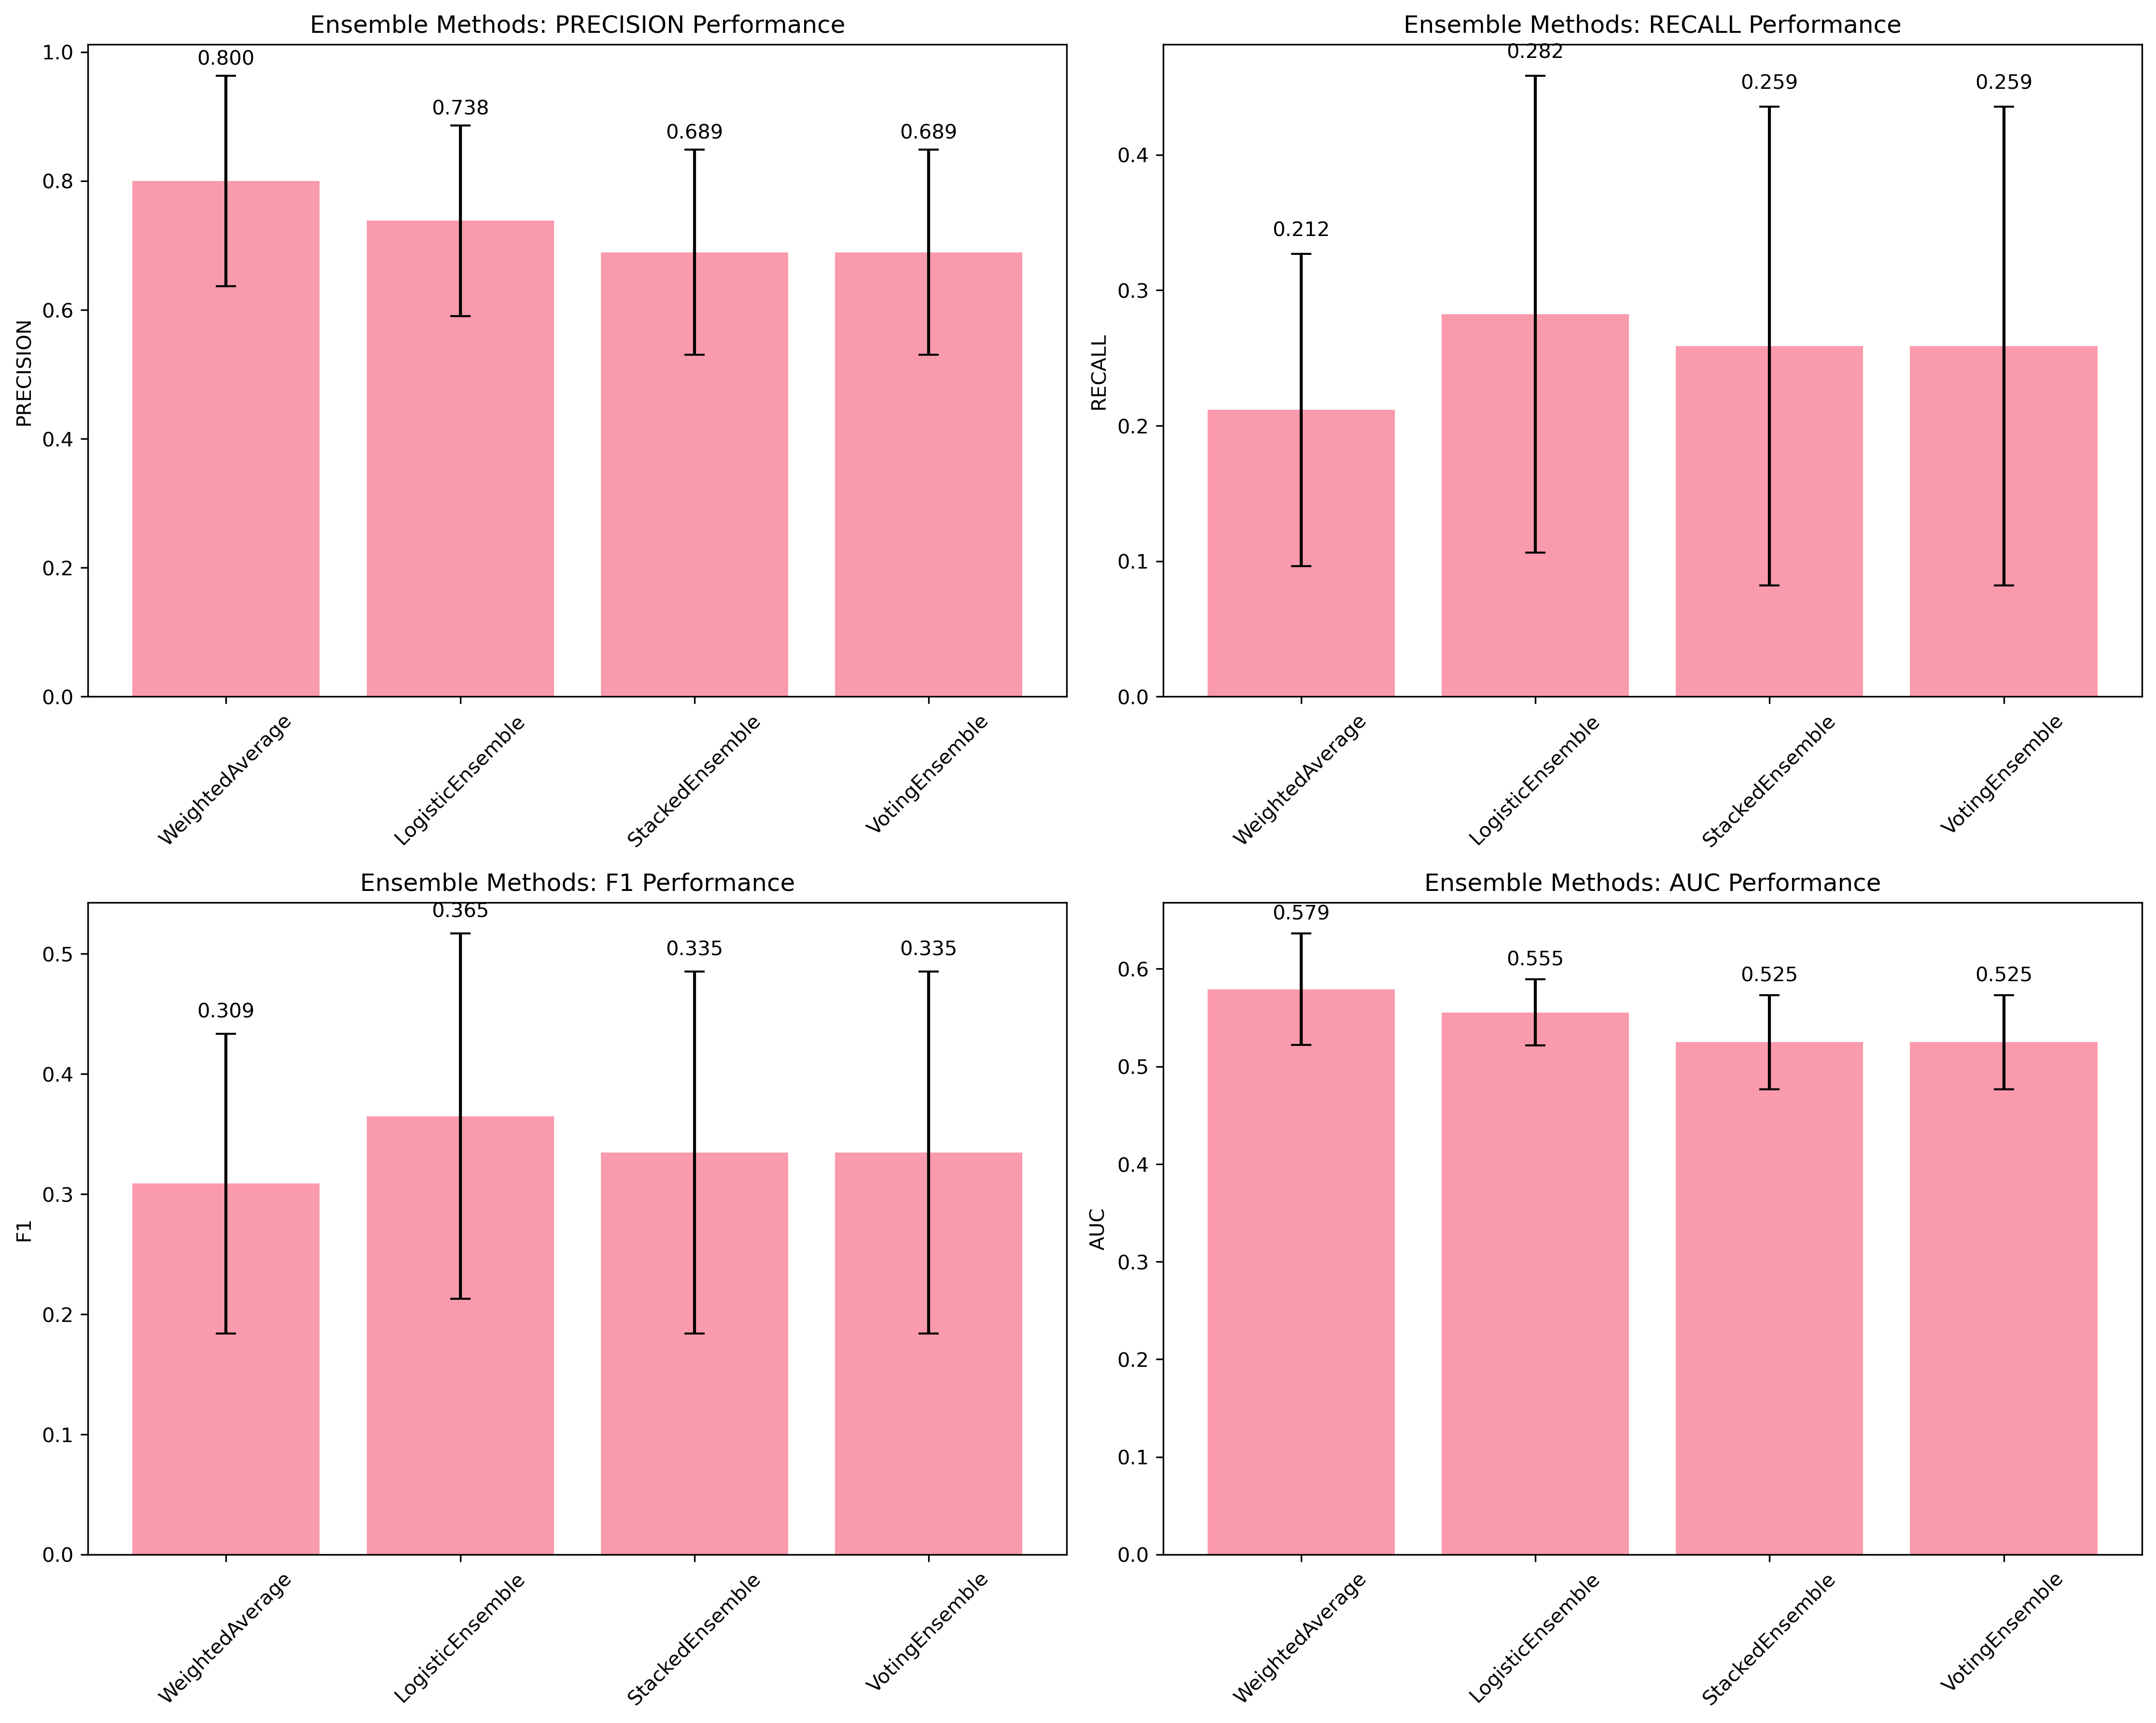 Ensemble Methods: PRECISION Performance
PRECISION
1.0
0.8
0.6
0.4
0.2
0.0
0.800
0.738
0.689
0.689
WeightedAverage
LogisticEnsemble
StackedEnsemble
VotingEnsemble
Ensemble Methods: RECALL Performance
RECALL
0.4
0.3
0.2
0.1
0.0
0.212
0.282
0.259
0.259
WeightedAverage
LogisticEnsemble
StackedEnsemble
VotingEnsemble
Ensemble Methods: F1 Performance
F1
0.5
0.4
0.3
0.2
0.1
0.0
0.309
0.365
0.335
0.335
WeightedAverage
LogisticEnsemble
StackedEnsemble
VotingEnsemble
Ensemble Methods: AUC Performance
AUC
0.6
0.5
0.4
0.3
0.2
0.1
0.0
0.579
0.555
0.525
0.525
WeightedAverage
LogisticEnsemble
StackedEnsemble
VotingEnsemble